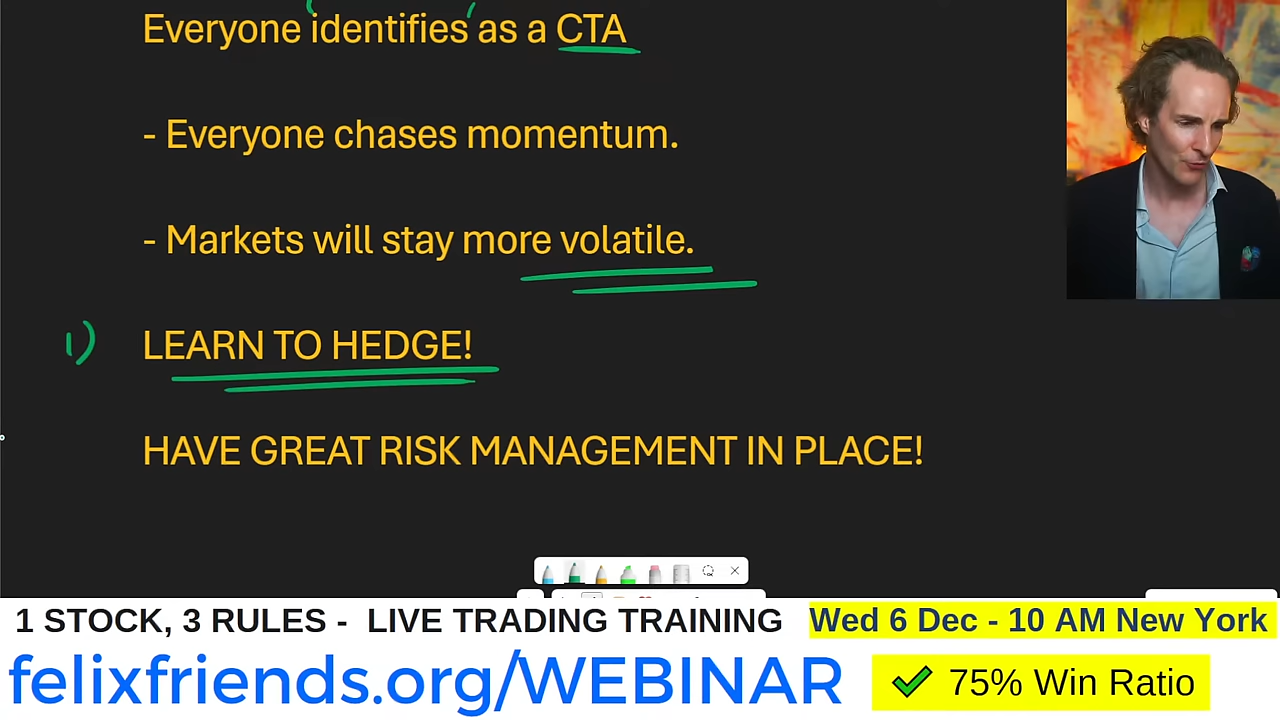 Everyone identifies as a CTA
- Everyone chases momentum.
- Markets will stay more volatile.
1) LEARN TO HEDGE!
HAVE GREAT RISK MANAGEMENT IN PLACE!
1 STOCK, 3 RULES - LIVE TRADING TRAINING Wed 6 Dec - 10 AM New York
felixfriends.org/WEBINAR ✓ 75% Win Ratio